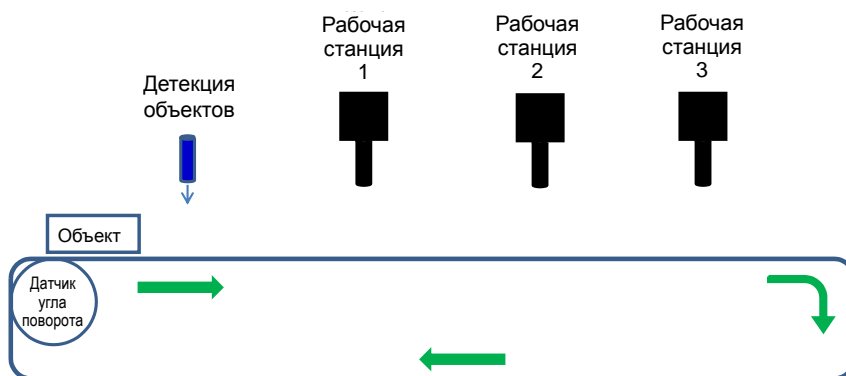 Рабочая
станция
1
Рабочая
станция
2
Рабочая
станция
3
Детекция
объектов
Объект
Датчик
угла
поворота